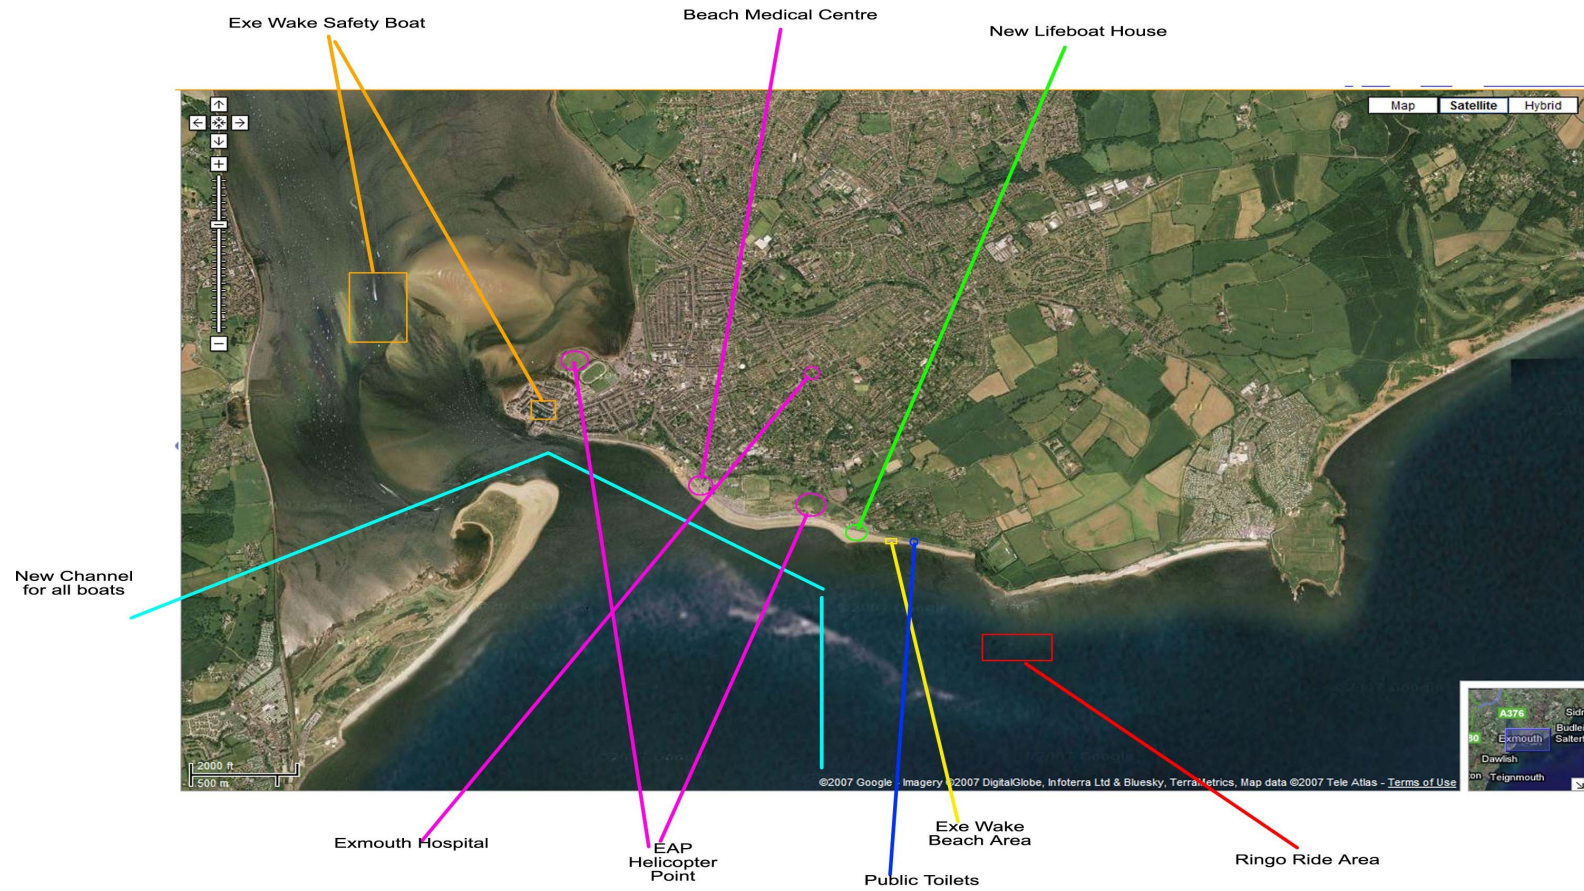 Exe Wake Safety Boat
Beach Medical Centre
New Lifeboat House
Map
Satellite
Hybrid
New Channel
for all boats
2000 ft
500 m
A376
Exmouth
Dawlish
Teignmouth
©2007 Google - Imagery ©2007 DigitalGlobe, Infoterra Ltd & Bluesky, TerraMetrics, Map data ©2007 Tele Atlas - Terms of Use
Exmouth Hospital
EAP
Helicopter
Point
Exe Wake
Beach Area
Public Toilets
Ringo Ride Area